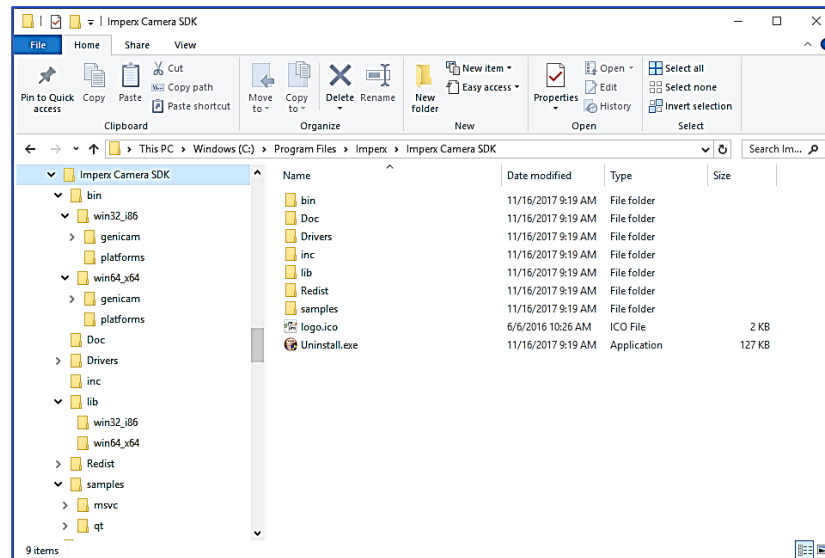 Imperx Camera SDK
File Home Share View
Pin to Quick access
Copy
Paste
Cut
Copy path
Paste shortcut
Clipboard
Move to
Copy to
Delete
Rename
Organize
New folder
New item
Easy access
New
Properties
Open
Edit
History
Open
Select all
Select none
Invert selection
Select
This PC > Windows (C:) > Program Files > Imperx > Imperx Camera SDK
Search Im...
Imperx Camera SDK
bin
win32_i86
genicam
platforms
win64_x64
genicam
platforms
Doc
Drivers
inc
lib
win32_i86
win64_x64
Redist
samples
msvc
qt
Name Date modified Type Size
bin 11/16/2017 9:19 AM File folder
Doc 11/16/2017 9:19 AM File folder
Drivers 11/16/2017 9:19 AM File folder
inc 11/16/2017 9:19 AM File folder
lib 11/16/2017 9:19 AM File folder
Redist 11/16/2017 9:19 AM File folder
samples 11/16/2017 9:19 AM File folder
logo.ico 6/6/2016 10:26 AM ICO File 2 KB
Uninstall.exe 11/16/2017 9:19 AM Application 127 KB
9 items